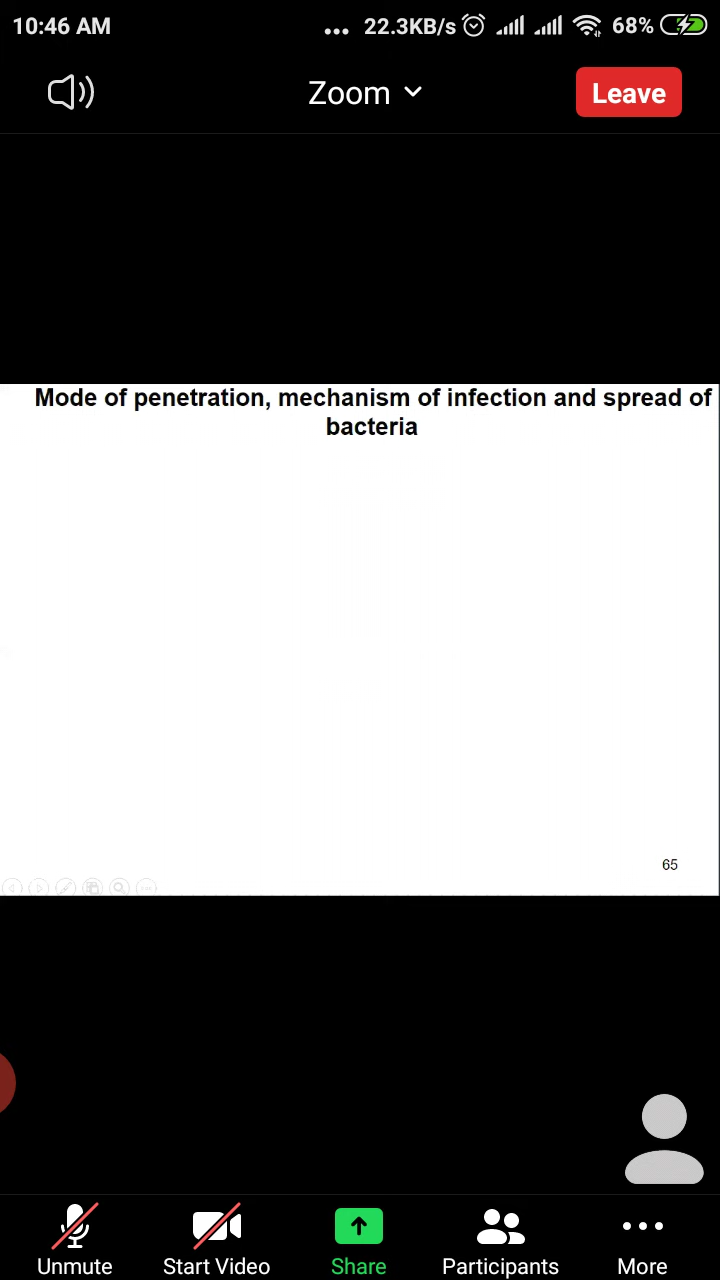 10:46 AM
... 22.3KB/s 68%
Zoom
Leave
Mode of penetration, mechanism of infection and spread of
bacteria
65
Unmute
Start Video
Share
Participants
More